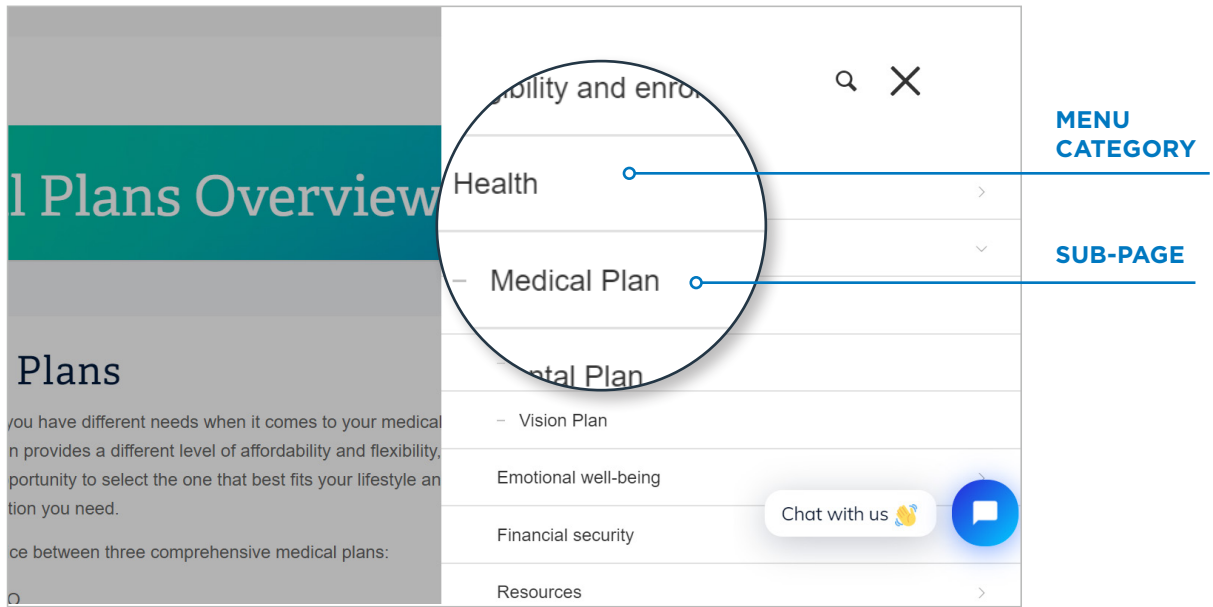 l Plans Overview
Plans
you have different needs when it comes to your medical
n provides a different level of affordability and flexibility,
portunity to select the one that best fits your lifestyle an
tion you need.
ce between three comprehensive medical plans:
O
gibility and enro
Health
– Medical Plan
ntal Plan
– Vision Plan
Emotional well-being
Financial security
Resources
Chat with us 👋
MENU
CATEGORY
SUB-PAGE